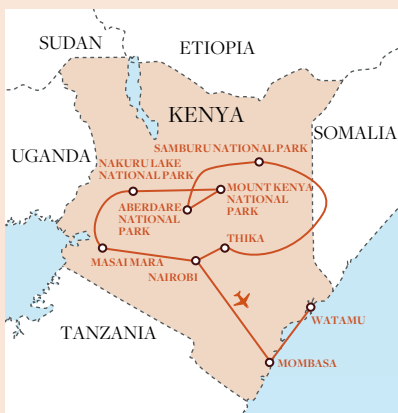 SUDAN
ETIOPIA
KENYA
SOMALIA
SAMBURU NATIONAL PARK
UGANDA
NAKURU LAKE
NATIONAL PARK
MOUNT KENYA
NATIONAL
PARK
ABERDARE
NATIONAL
PARK
THIKA
MASAI MARA
NAIROBI
WATAMU
TANZANIA
MOMBASA